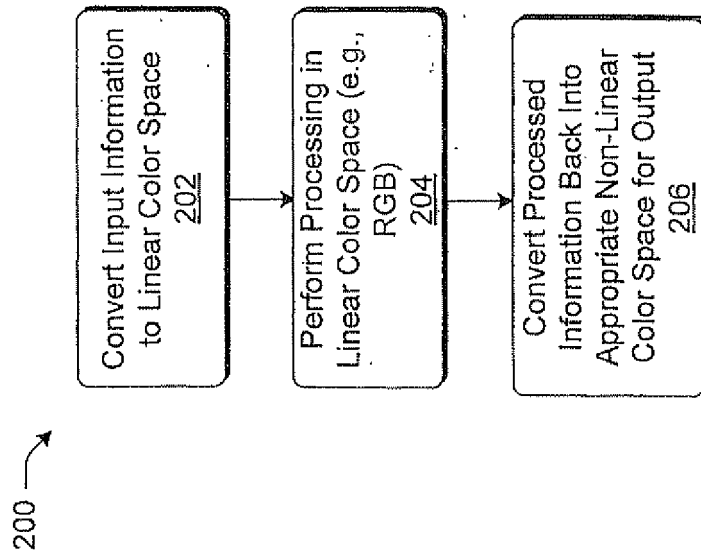 200
Convert Input Information
to Linear Color Space
202
Perform Processing in
Linear Color Space (e.g.,
RGB)
204
Convert Processed
Information Back Into
Appropriate Non-Linear
Color Space for Output
206